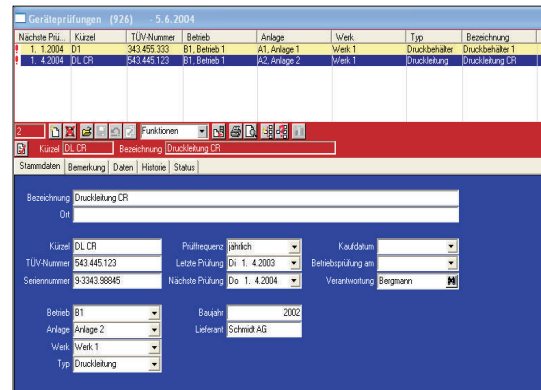 Geräteprüfungen (926) - 5.6.2004
Nächste Prü... Kürzel TÜV-Nummer Betrieb Anlage Werk Typ Bezeichnung
! 1. 1.2004 D1 343.455.333 B1, Betrieb 1 A1, Anlage 1 Werk 1 Druckbehälter Druckbehälter 1
! 1. 4.2004 DL CR 543.445.123 B1, Betrieb 1 A2, Anlage 2 Werk 1 Druckleitung Druckleitung CR
2 Funktionen
Kürzel DL CR Bezeichnung Druckleitung CR
Stammdaten Bemerkung Daten Historie Status
Bezeichnung Druckleitung CR
Ort
Kürzel DL CR Prüffrequenz jährlich Kaufdatum
TÜV-Nummer 543.445.123 Letzte Prüfung Di 1. 4.2003 Betriebsprüfung am
Seriennummer 9-3343.98845 Nächste Prüfung Do 1. 4.2004 Verantwortung Bergmann
Betrieb B1 Baujahr 2002
Anlage Anlage 2 Lieferant Schmidt AG
Werk Werk 1
Typ Druckleitung